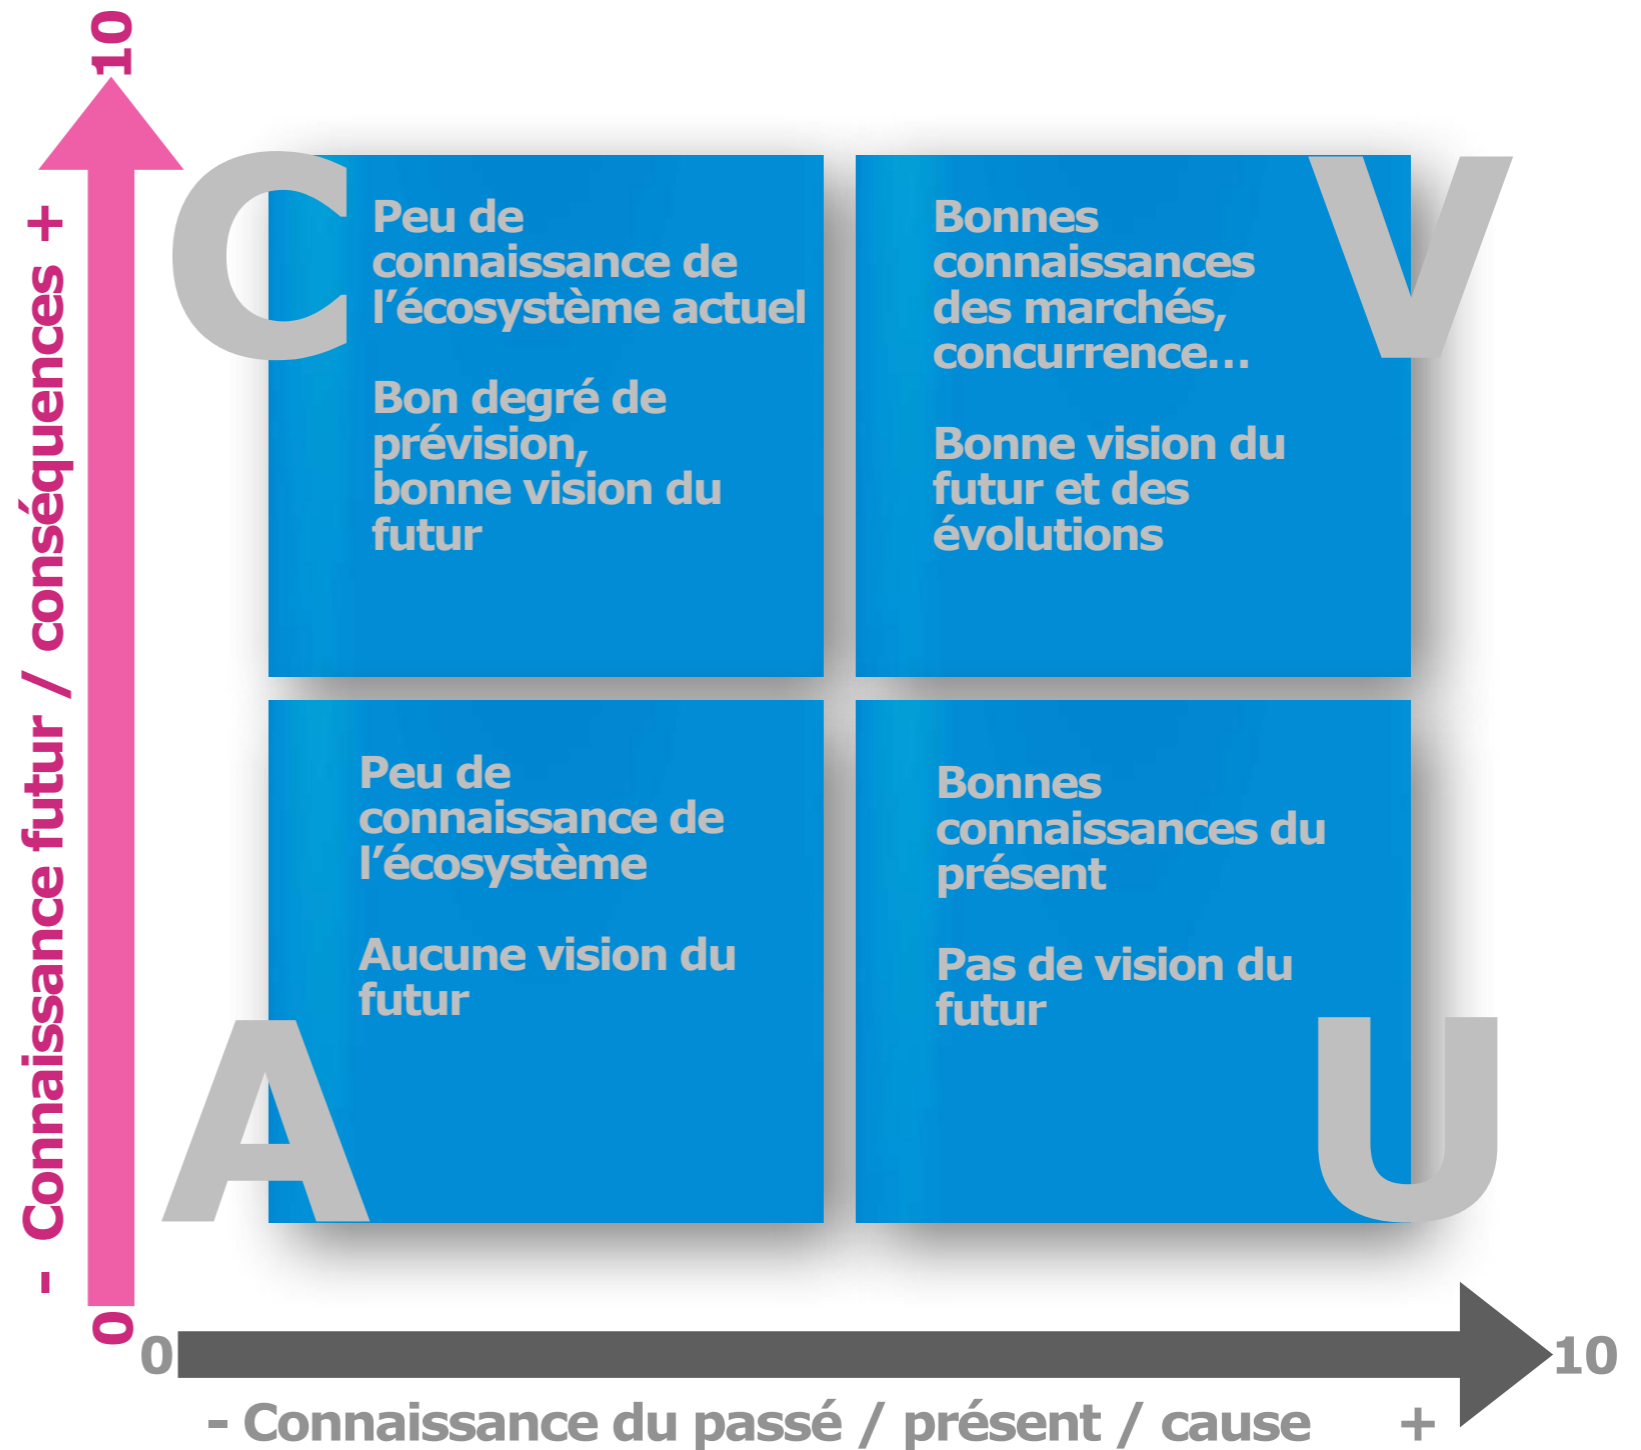 10
- Connaissance futur / conséquences +
0
C
Peu de
connaissance de
l’écosystème actuel
Bon degré de
prévision,
bonne vision du
futur
V
Bonnes
connaissances
des marchés,
concurrence…
Bonne vision du
futur et des
évolutions
A
Peu de
connaissance de
l’écosystème
Aucune vision du
futur
U
Bonnes
connaissances du
présent
Pas de vision du
futur
0
10
- Connaissance du passé / présent / cause +